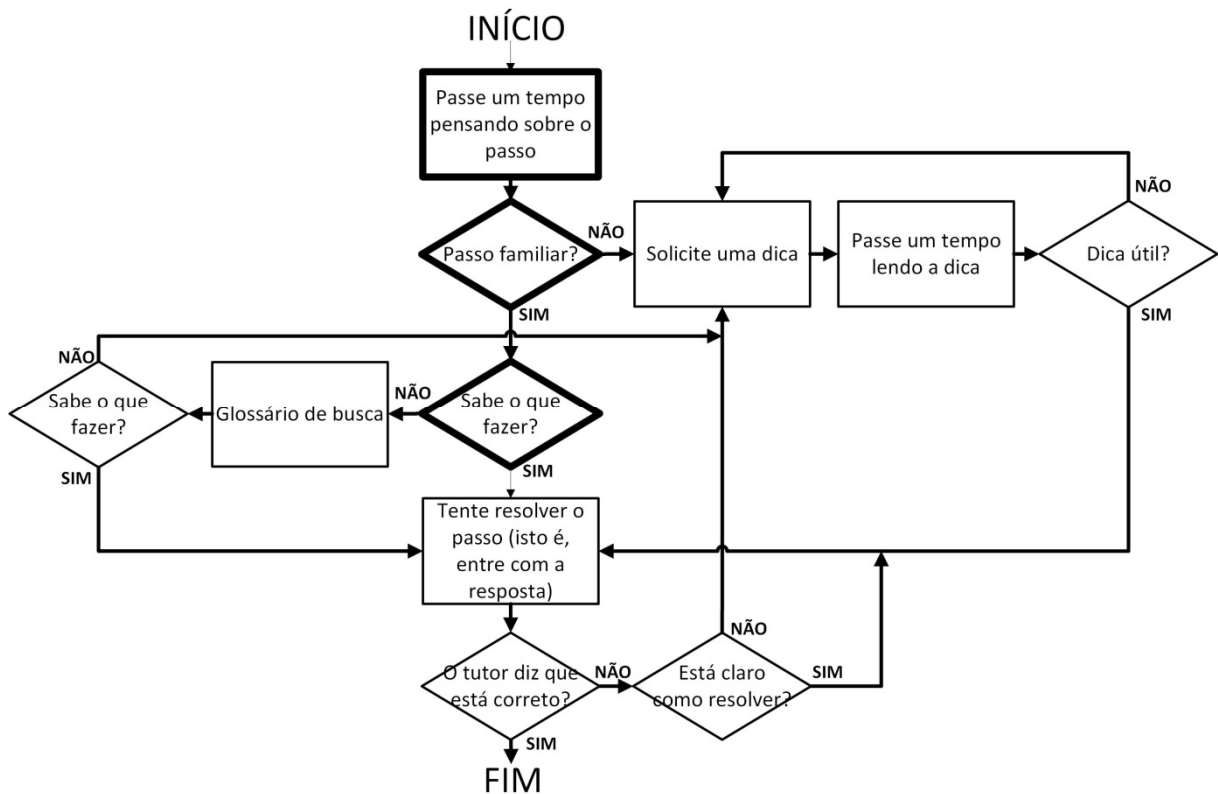 INÍCIO
Passe um tempo
pensando sobre o
passo
NÃO
Passo familiar?
NÃO
Solicite uma dica
Passe um tempo
lendo a dica
Dica útil?
SIM
SIM
NÃO
Sabe o que
fazer?
Glossário de busca
NÃO
Sabe o que
fazer?
SIM
SIM
Tente resolver o
passo (isto é,
entre com a
resposta)
NÃO
O tutor diz que
está correto?
NÃO
Está claro
como resolver?
SIM
SIM
FIM